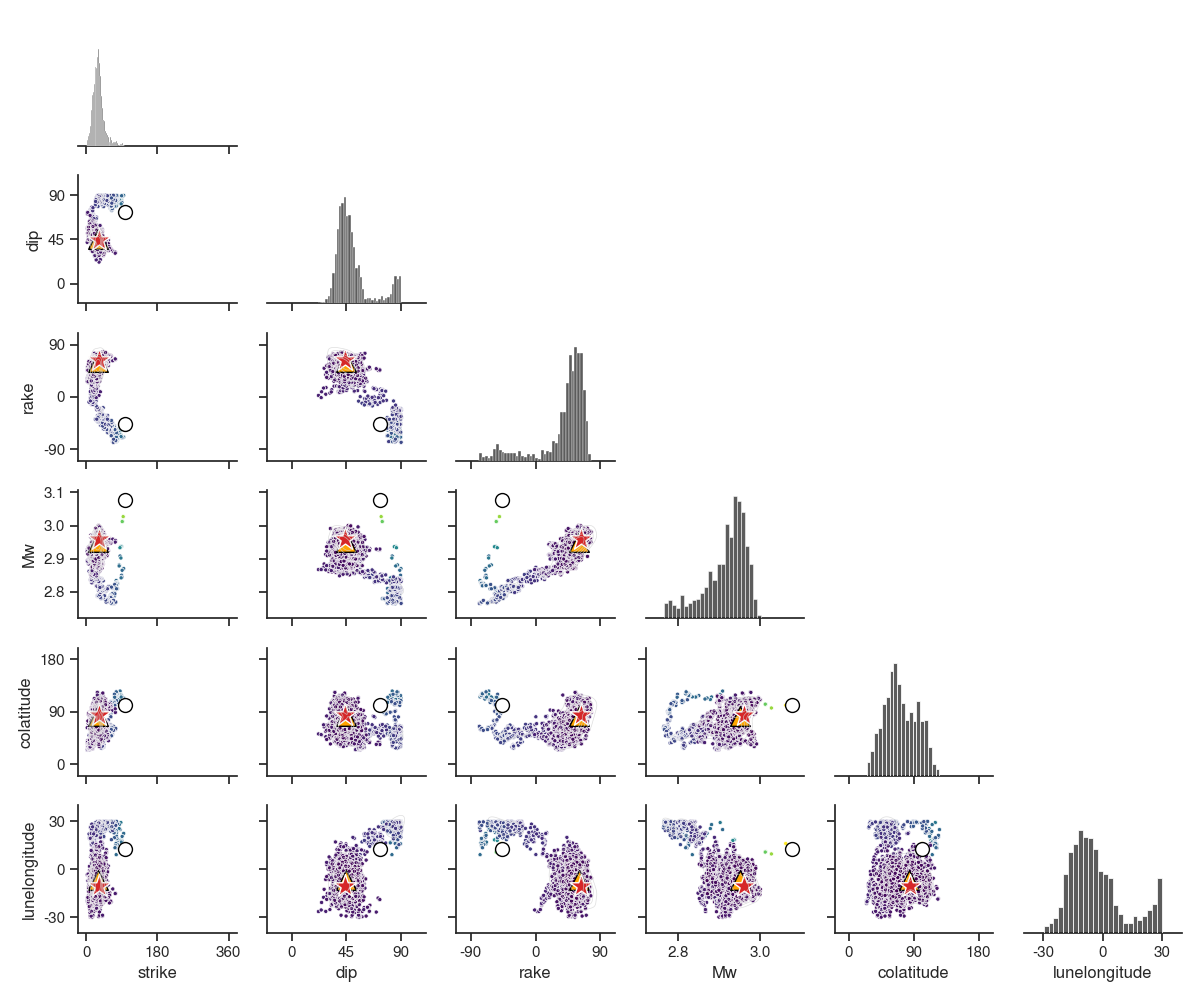 90
45
0
dip
90
0
-90
rake
3.1
3.0
2.9
2.8
Mw
180
90
0
colatitude
30
0
-30
lunelongitude
0 180 360
0 45 90
-90 0 90
2.8 3.0
0 90 180
-30 0 30
strike
dip
rake
Mw
colatitude
lunelongitude